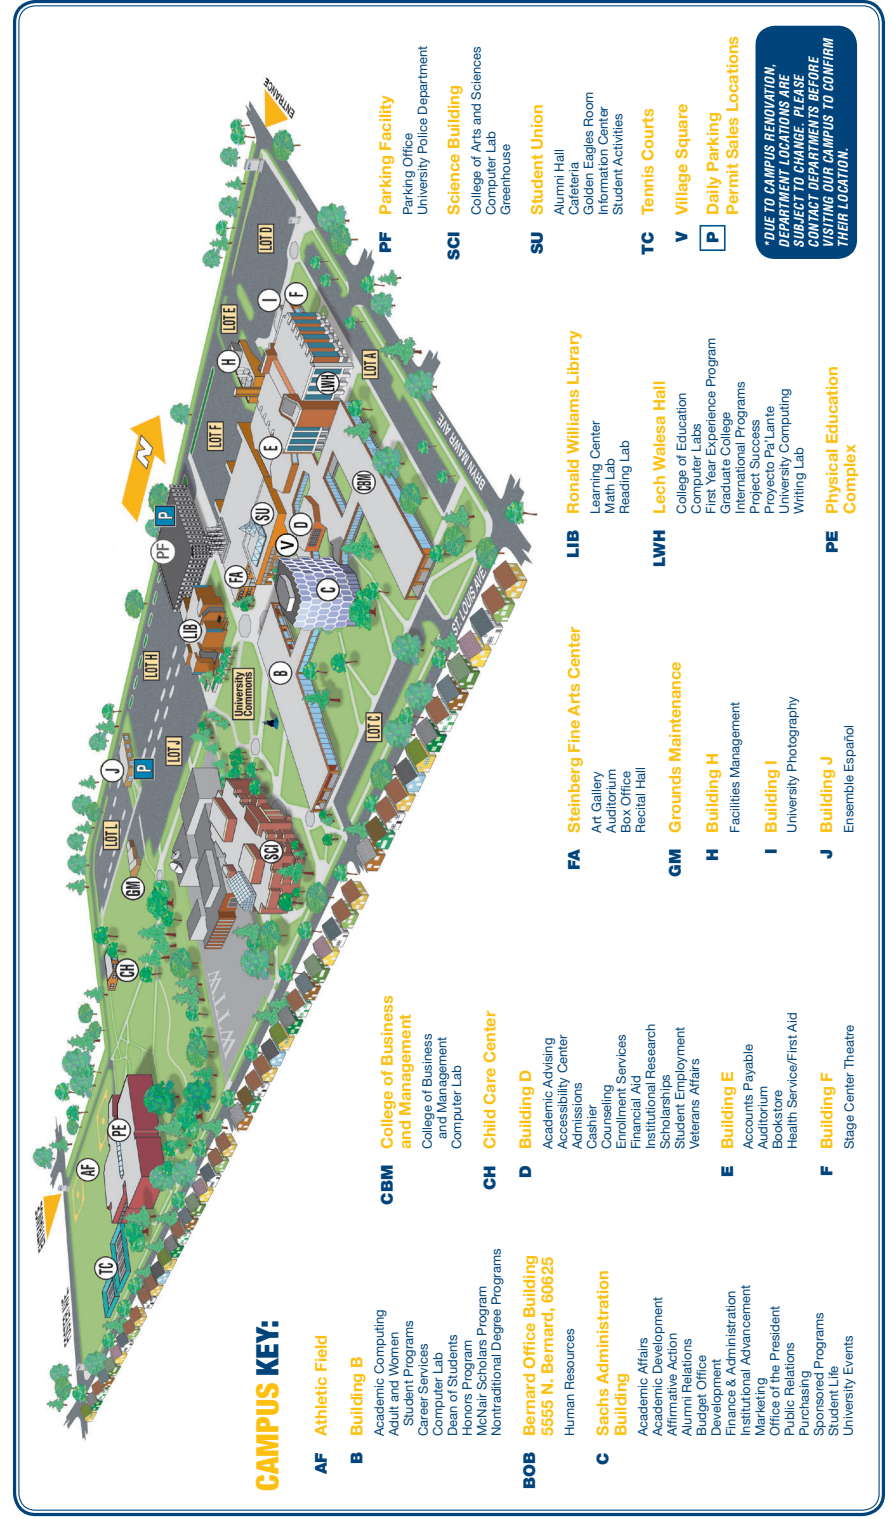 ENTRANCE
N
LOT D
LOT E
LOT F
LOT A
LOT H
LOT J
LOT L
LOT C
BRYN MAWR AVE.
ST. LOUIS AVE.
University
Commons
WTTW
I
F
H
LWH
E
CBM
SU
D
V
P
PF
FA
C
LIB
B
J
P
SCI
GM
CH
PE
AF
TC
CAMPUS KEY:
AF Athletic Field
B Building B
Academic Computing
Adult and Women
Student Programs
Career Services
Computer Lab
Dean of Students
Honors Program
McNair Scholars Program
Nontraditional Degree Programs
BOB Bernard Office Building
5555 N. Bernard, 60625
Human Resources
C Sachs Administration
Building
Academic Affairs
Academic Development
Affirmative Action
Alumni Relations
Budget Office
Development
Finance & Administration
Institutional Advancement
Marketing
Office of the President
Public Relations
Purchasing
Sponsored Programs
Student Life
University Events
CBM College of Business
and Management
College of Business
and Management
Computer Lab
CH Child Care Center
D Building D
Academic Advising
Accessibility Center
Admissions
Cashier
Counseling
Enrollment Services
Financial Aid
Institutional Research
Scholarships
Student Employment
Veterans Affairs
E Building E
Accounts Payable
Auditorium
Bookstore
Health Service/First Aid
F Building F
Stage Center Theatre
FA Steinberg Fine Arts Center
Art Gallery
Auditorium
Box Office
Recital Hall
GM Grounds Maintenance
H Building H
Facilities Management
I Building I
University Photography
J Building J
Ensemble Español
LIB Ronald Williams Library
Learning Center
Math Lab
Reading Lab
LWH Lech Walesa Hall
College of Education
Computer Labs
First Year Experience Program
Graduate College
International Programs
Project Success
Proyecto Pa'Lante
University Computing
Writing Lab
PE Physical Education
Complex
PF Parking Facility
Parking Office
University Police Department
SCI Science Building
College of Arts and Sciences
Computer Lab
Greenhouse
SU Student Union
Alumni Hall
Cafeteria
Golden Eagles Room
Information Center
Student Activities
TC Tennis Courts
V Village Square
P Daily Parking
Permit Sales Locations
*DUE TO CAMPUS RENOVATION,
DEPARTMENT LOCATIONS ARE
SUBJECT TO CHANGE. PLEASE
CONTACT DEPARTMENTS BEFORE
VISITING OUR CAMPUS TO CONFIRM
THEIR LOCATION.